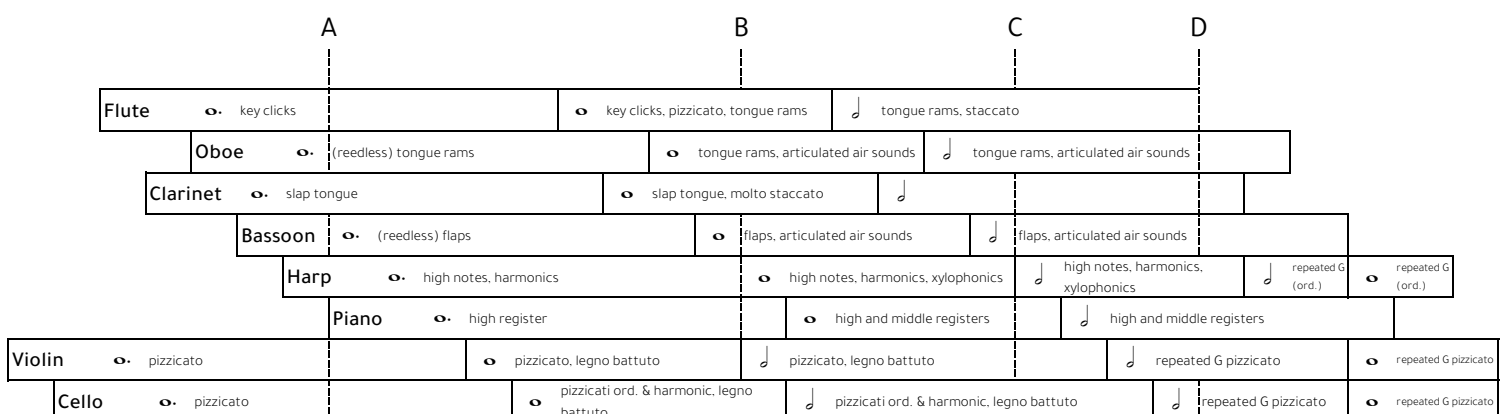 A B C D
Flute key clicks key clicks, pizzicato, tongue rams tongue rams, staccato
Oboe (reedless) tongue rams tongue rams, articulated air sounds tongue rams, articulated air sounds
Clarinet slap tongue slap tongue, molto staccato
Bassoon (reedless) flaps flaps, articulated air sounds flaps, articulated air sounds
Harp high notes, harmonics high notes, harmonics, xylophonics high notes, harmonics, xylophonics repeated G (ord.) repeated G (ord.)
Piano high register high and middle registers high and middle registers
Violin pizzicato pizzicato, legno battuto pizzicato, legno battuto repeated G pizzicato repeated G pizzicato
Cello pizzicato pizzicati ord. & harmonic, legno battuto pizzicati ord. & harmonic, legno battuto repeated G pizzicato repeated G pizzicato